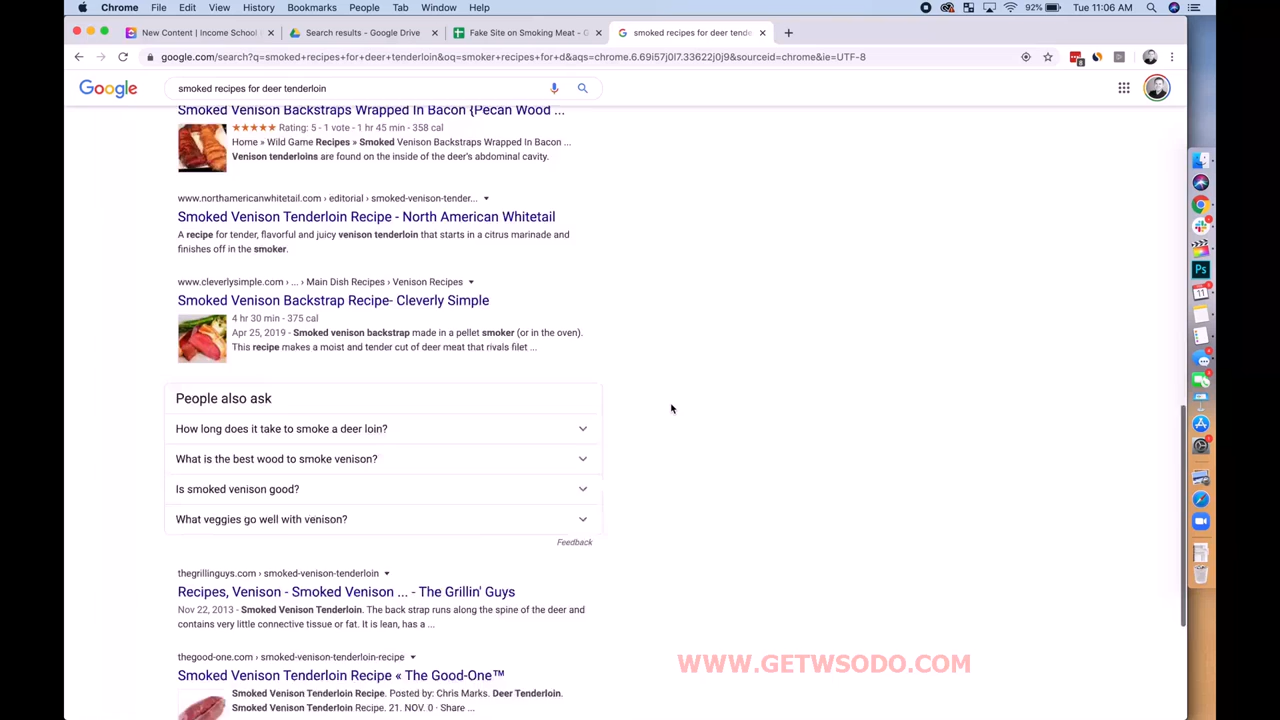 Chrome File Edit View History Bookmarks People Tab Window Help 92% Tue 11:06 AM
New Content | Income School Search results - Google Drive Fake Site on Smoking Meat - G smoked recipes for deer tende
google.com/search?q=smoked+recipes+for+deer+tenderloin&oq=smoker+recipes+for+d&aqs=chrome.6.69i57j0l7.33622j0j9&sourceid=chrome&ie=UTF-8
Google smoked recipes for deer tenderloin
Smoked Venison Backstraps Wrapped In Bacon {Pecan Wood ...
Rating: 5 - 1 vote - 1 hr 45 min - 358 cal
Home » Wild Game Recipes » Smoked Venison Backstraps Wrapped In Bacon ...
Venison tenderloins are found on the inside of the deer's abdominal cavity.
www.northamericanwhitetail.com › editorial › smoked-venison-tender...
Smoked Venison Tenderloin Recipe - North American Whitetail
A recipe for tender, flavorful and juicy venison tenderloin that starts in a citrus marinade and
finishes off in the smoker.
www.cleverlysimple.com › ... › Main Dish Recipes › Venison Recipes
Smoked Venison Backstrap Recipe- Cleverly Simple
4 hr 30 min - 375 cal
Apr 25, 2019 - Smoked venison backstrap made in a pellet smoker (or in the oven).
This recipe makes a moist and tender cut of deer meat that rivals filet ...
People also ask
How long does it take to smoke a deer loin?
What is the best wood to smoke venison?
Is smoked venison good?
What veggies go well with venison?
Feedback
thegrillinguys.com › smoked-venison-tenderloin
Recipes, Venison - Smoked Venison ... - The Grillin' Guys
Nov 22, 2013 - Smoked Venison Tenderloin. The back strap runs along the spine of the deer and
contains very little connective tissue or fat. It is lean, has a ...
thegood-one.com › smoked-venison-tenderloin-recipe
WWW.GETWSODO.COM
Smoked Venison Tenderloin Recipe « The Good-One™
Smoked Venison Tenderloin Recipe. Posted by: Chris Marks. Deer Tenderloin.
Smoked Venison Tenderloin Recipe. 21. NOV. 0 · Share ...
Ps
11